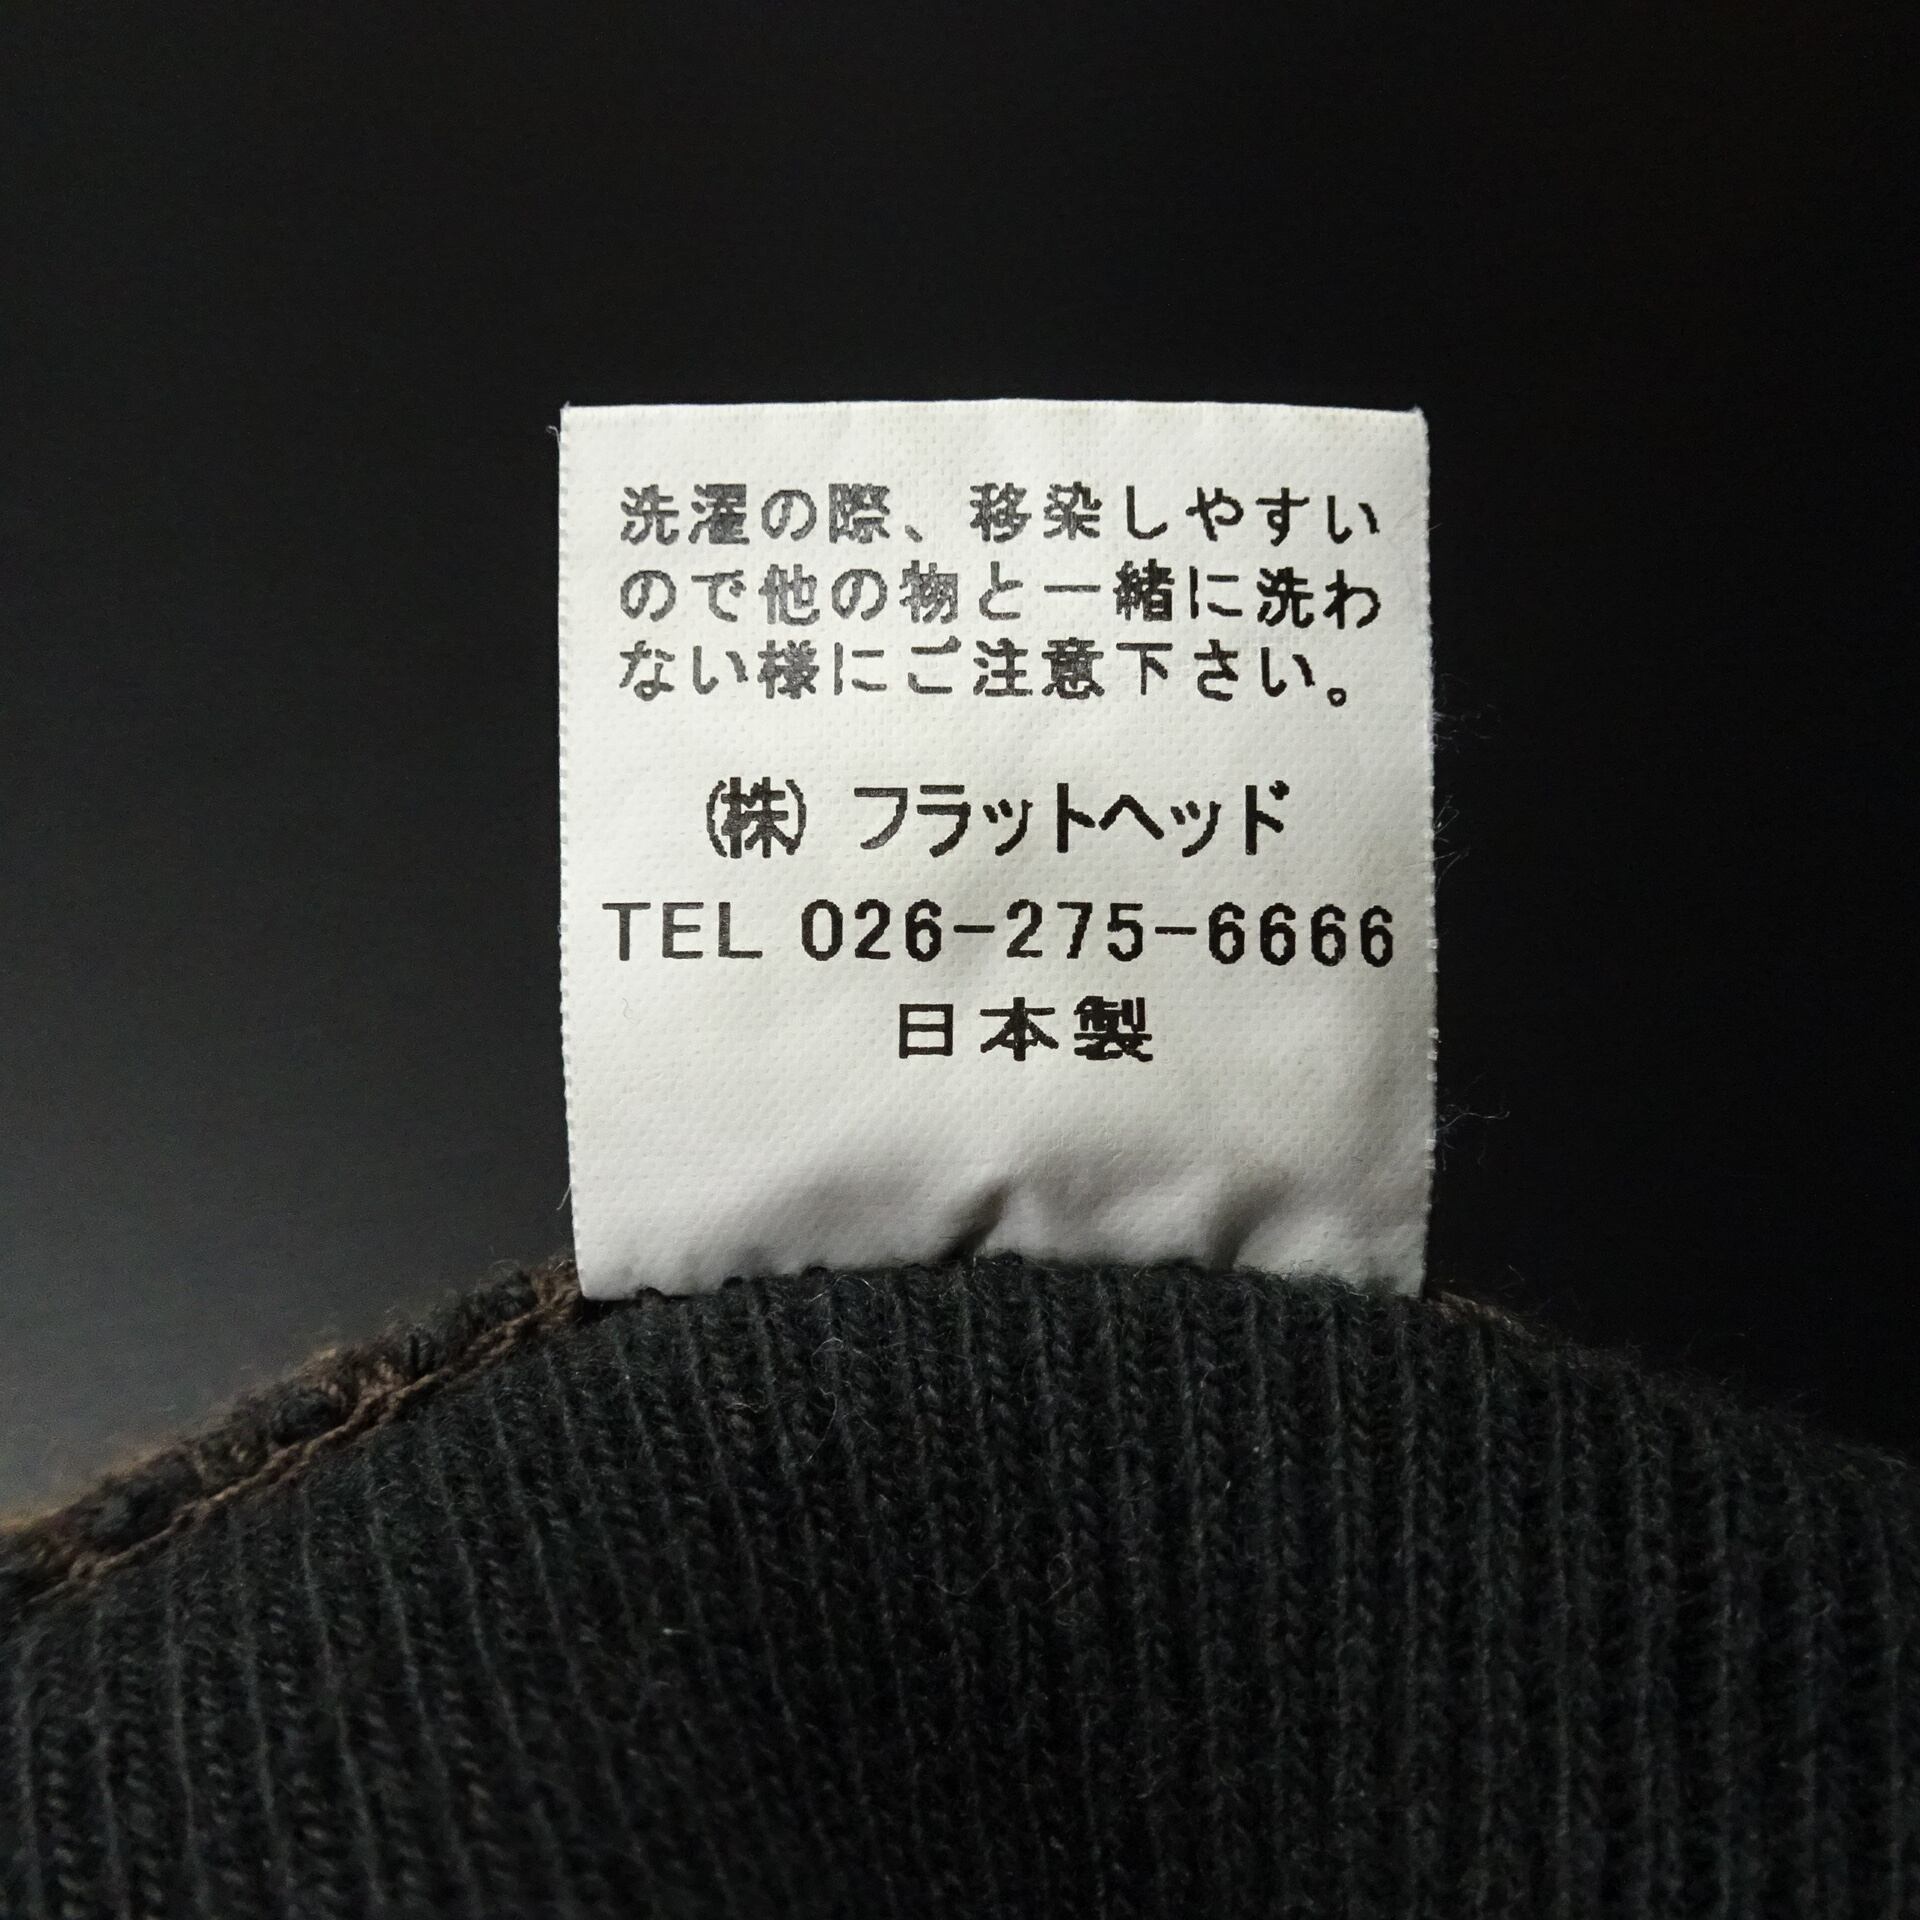 洗濯の際、移染しやすい
ので他の物と一緒に洗わ
ない様にご注意下さい。
(株) フラットヘッド
TEL 026-275-6666
日本製